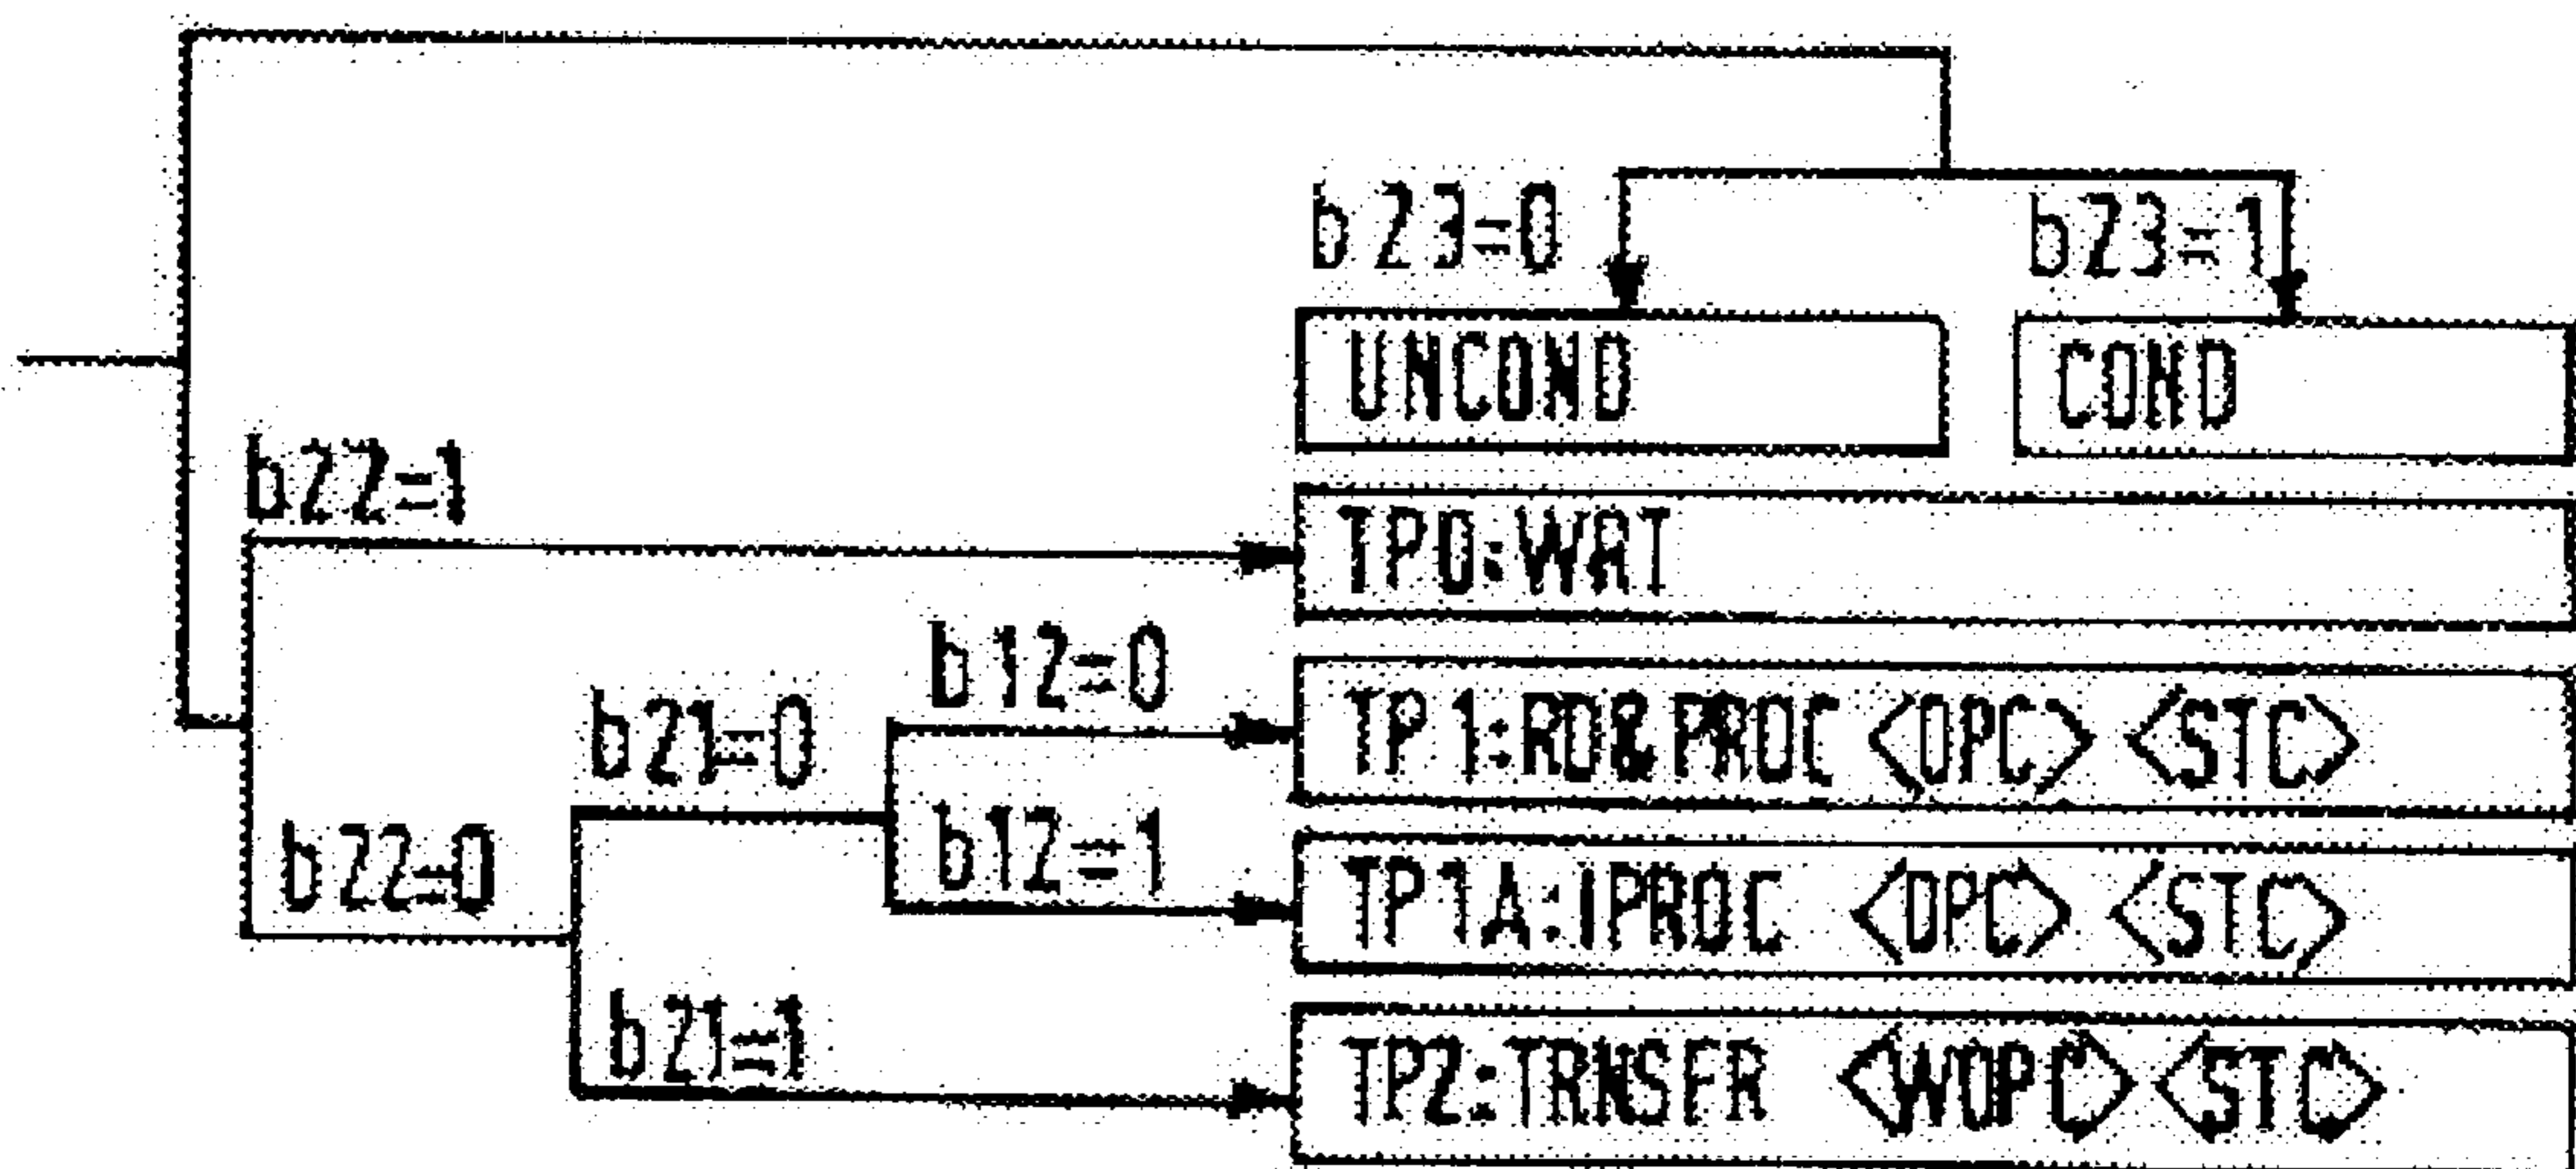 b23=0
b23=1
UNCOND
COND
b22=1
TP0:WAT
b12=0
b21=0
TP1:RD&PROC <OPC> <STC>
b12=1
b22=0
TP1A:IPROC <OPC> <STC>
b21=1
TP2:TRNSFR <WOPC> <STC>